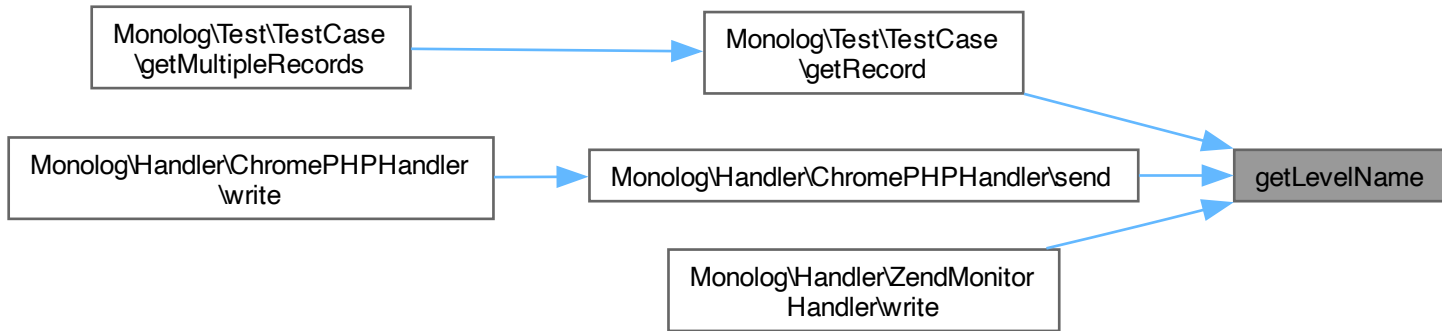 Monolog\Test\TestCase
\getMultipleRecords
Monolog\Test\TestCase
\getRecord
Monolog\Handler\ChromePHPHandler
\write
Monolog\Handler\ChromePHPHandler\send
getLevelName
Monolog\Handler\ZendMonitor
Handler\write